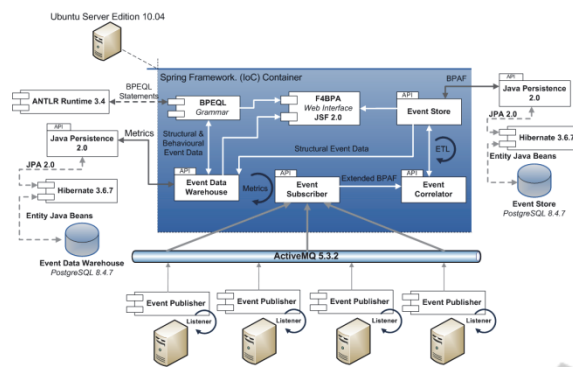 Ubuntu Server Edition 10.04
Spring Framework. (IoC) Container
BPEQL
Statements
ANTLR Runtime 3.4
BPEQL
Grammar
F4BPA
Web Interface
JSF 2.0
API
Event Store
BPAF
API
Java Persistence
2.0
JPA 2.0
Hibernate 3.6.7
Entity Java Beans
Event Store
PostgreSQL 8.4.7
API
Java Persistence
2.0
Metrics
JPA 2.0
Hibernate 3.6.7
Entity Java Beans
Event Data Warehouse
PostgreSQL 8.4.7
Structural &
Behavioural
Event Data
Structural Event Data
ETL
API
Event Data
Warehouse
Metrics
API
Event
Subscriber
Extended BPAF
API
Event
Correlator
ActiveMQ 5.3.2
Event Publisher
Listener
Event Publisher
Listener
Event Publisher
Listener
Event Publisher
Listener